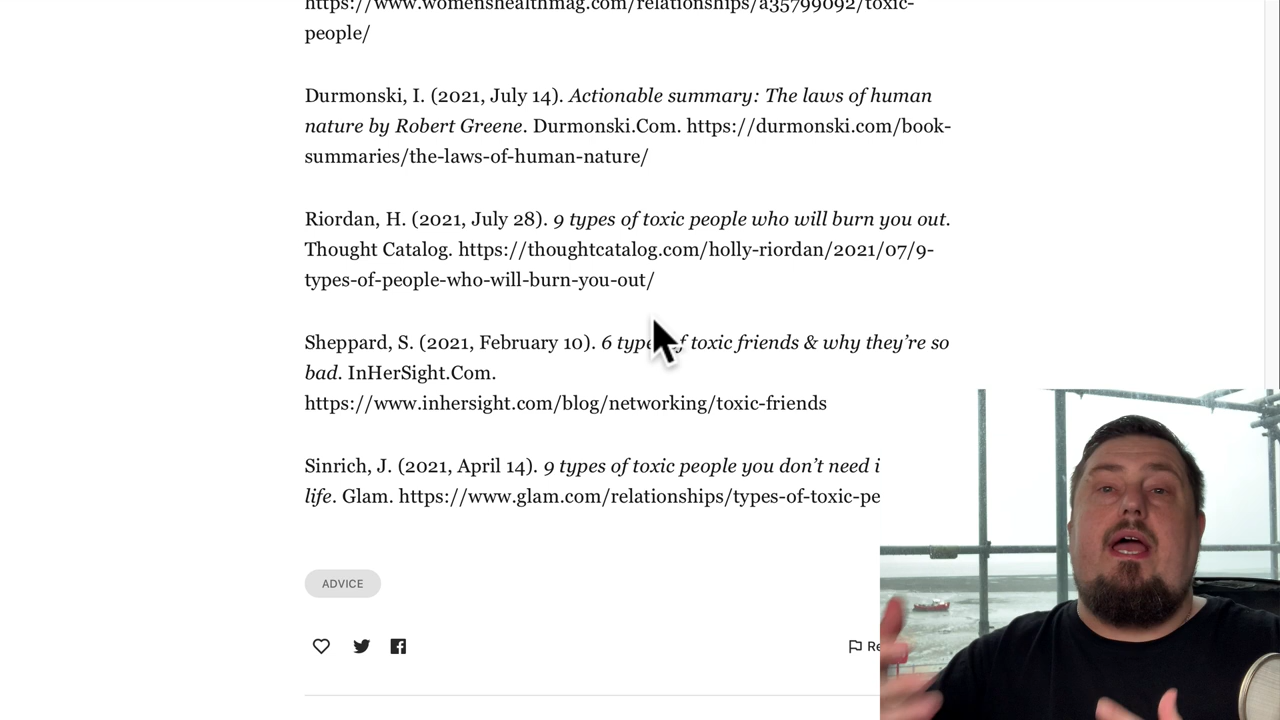 https://www.womenshealthmag.com/relationships/a35799092/toxic-
people/
Durmonski, I. (2021, July 14). Actionable summary: The laws of human
nature by Robert Greene. Durmonski.Com. https://durmonski.com/book-
summaries/the-laws-of-human-nature/
Riordan, H. (2021, July 28). 9 types of toxic people who will burn you out.
Thought Catalog. https://thoughtcatalog.com/holly-riordan/2021/07/9-
types-of-people-who-will-burn-you-out/
Sheppard, S. (2021, February 10). 6 types of toxic friends & why they're so
bad. InHerSight.Com.
https://www.inhersight.com/blog/networking/toxic-friends
Sinrich, J. (2021, April 14). 9 types of toxic people you don't need i
life. Glam. https://www.glam.com/relationships/types-of-toxic-pe
ADVICE
Re